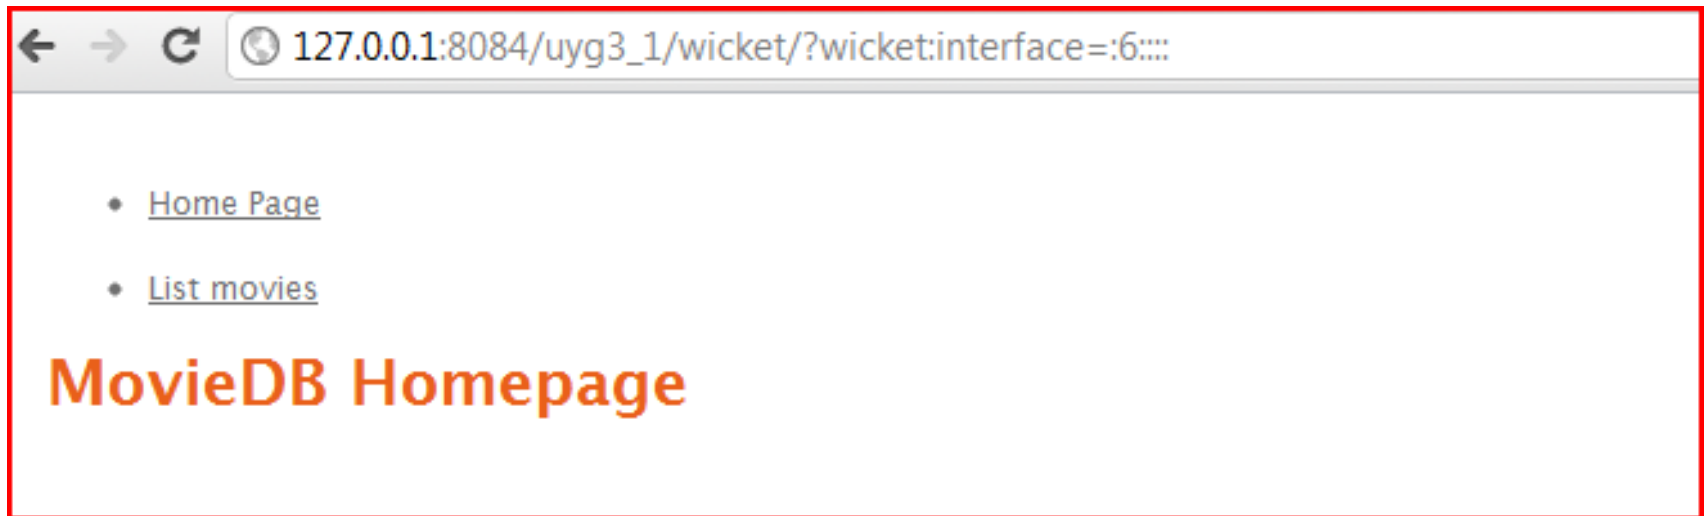 127.0.0.1:8084/uyg3_1/wicket/?wicket:interface=:6::::
Home Page
List movies
MovieDB Homepage